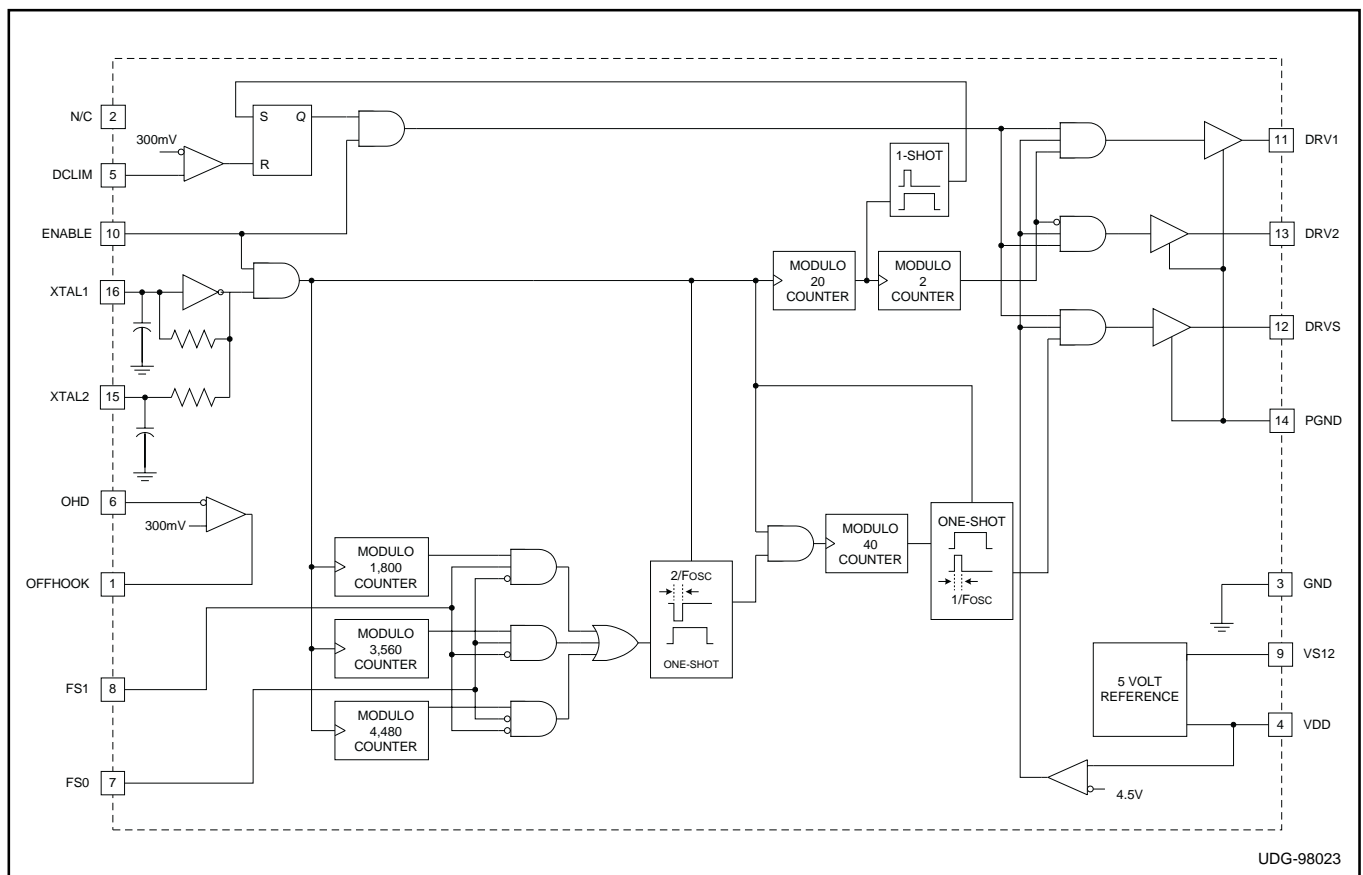 N/C
2
300mV
DCLIM
5
S
Q
R
ENABLE
10
XTAL1
16
XTAL2
15
OHD
6
300mV
OFFHOOK
1
FS1
8
FS0
7
1-SHOT
MODULO
20
COUNTER
MODULO
2
COUNTER
MODULO
1,800
COUNTER
MODULO
3,560
COUNTER
MODULO
4,480
COUNTER
2/FOSC
ONE-SHOT
MODULO
40
COUNTER
ONE-SHOT
1/FOSC
11
DRV1
13
DRV2
12
DRVS
14
PGND
3
GND
5 VOLT
REFERENCE
9
VS12
4
VDD
4.5V
UDG-98023